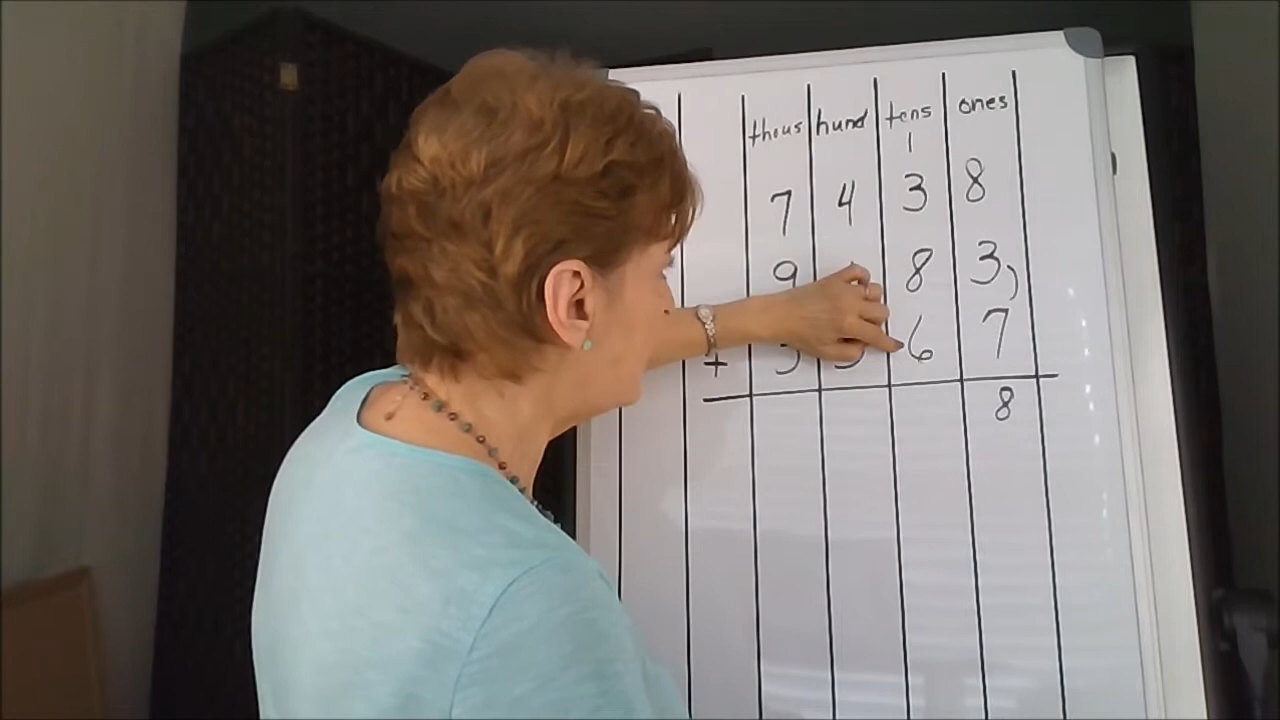 thous hund tens ones
1
7 4 3 8
9 8 3,
+ 6 7
8